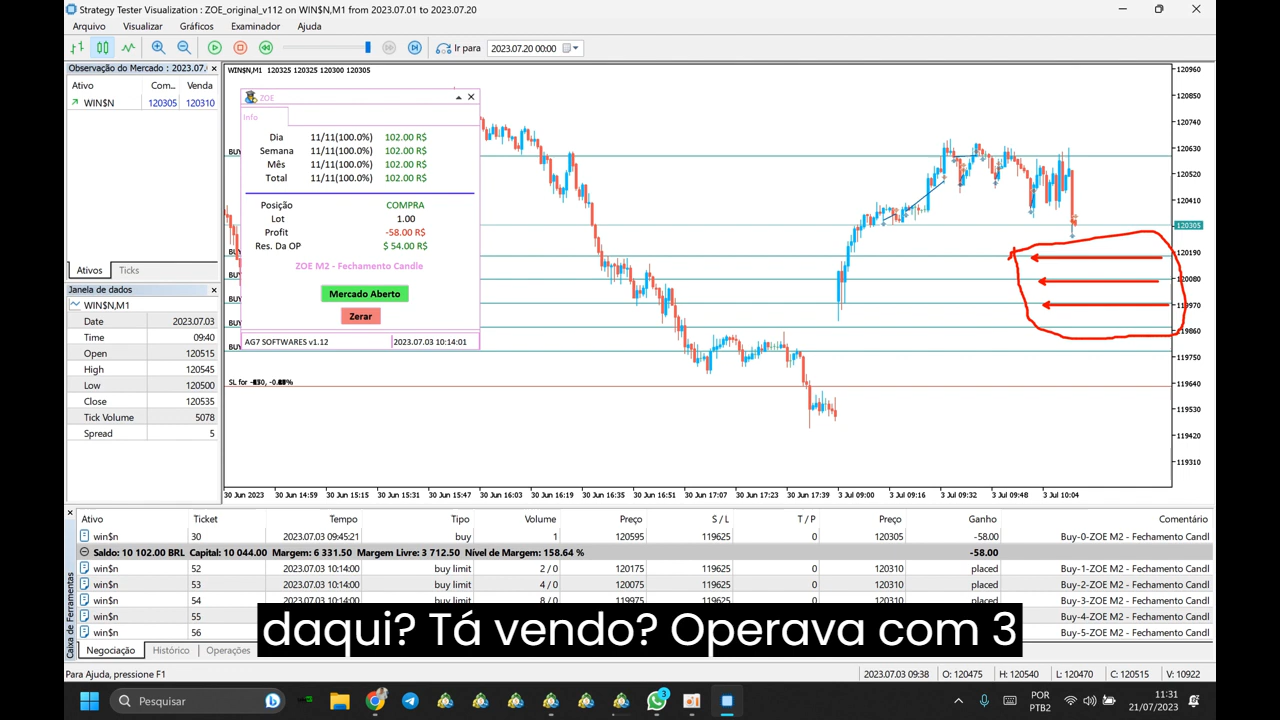 Strategy Tester Visualization : ZOE_original_v112 on WIN$N,M1 from 2023.07.01 to 2023.07.20
Arquivo Visualizar Gráficos Examinador Ajuda
Ir para 2023.07.20 00:00
Observação do Mercado : 2023.07.
Ativo Com... Venda
WIN$N 120305 120310
Ativos Ticks
Janela de dados
WIN$N,M1
Date 2023.07.03
Time 09:40
Open 120515
High 120545
Low 120500
Close 120535
Tick Volume 5078
Spread 5
WIN$N,M1 120325 120325 120300 120305
ZOE
Info
Dia 11/11(100.0%) 102.00 R$
Semana 11/11(100.0%) 102.00 R$
Mês 11/11(100.0%) 102.00 R$
Total 11/11(100.0%) 102.00 R$
Posição COMPRA
Lot 1.00
Profit -58.00 R$
Res. Da OP $ 54.00 R$
ZOE M2 - Fechamento Candle
Mercado Aberto
Zerar
AG7 SOFTWARES v1.12 2023.07.03 10:14:01
120960
120850
120740
120630
120520
120410
120305
120190
120080
119970
119860
119750
119640
119530
119420
119310
30 Jun 2023 30 Jun 14:59 30 Jun 15:15 30 Jun 15:31 30 Jun 15:47 30 Jun 16:03 30 Jun 16:19 30 Jun 16:35 30 Jun 16:51 30 Jun 17:07 30 Jun 17:23 30 Jun 17:39 3 Jul 09:00 3 Jul 09:16 3 Jul 09:32 3 Jul 09:48 3 Jul 10:04
Ativo Ticket Tempo Tipo Volume Preço S / L T / P Preço Ganho Comentário
win$n 30 2023.07.03 09:45:21 buy 1 120595 119625 0 120305 -58.00 Buy-0-ZOE M2 - Fechamento Candl
Saldo: 10 102.00 BRL Capital: 10 044.00 Margem: 6 331.50 Margem Livre: 3 712.50 Nível de Margem: 158.64 % -58.00
win$n 52 2023.07.03 10:14:00 buy limit 2 / 0 120175 119625 0 120310 placed Buy-1-ZOE M2 - Fechamento Candl
win$n 53 2023.07.03 10:14:00 buy limit 4 / 0 120075 119625 0 120310 placed Buy-2-ZOE M2 - Fechamento Candl
win$n 54 2023.07.03 10:14:00 buy limit 8 / 0 119975 119625 0 120310 placed Buy-3-ZOE M2 - Fechamento Candl
win$n 55 Buy-4-ZOE M2 - Fechamento Candl
win$n 56 Buy-5-ZOE M2 - Fechamento Candl
daqui? Tá vendo? Operava com 3
Caixa de Ferramentas
Negociação Histórico Operações
Para Ajuda, pressione F1 2023.07.03 09:38 O: 120475 H: 120540 L: 120470 C: 120515 V: 10922
Pesquisar
3
POR
PTB2
11:31
21/07/2023